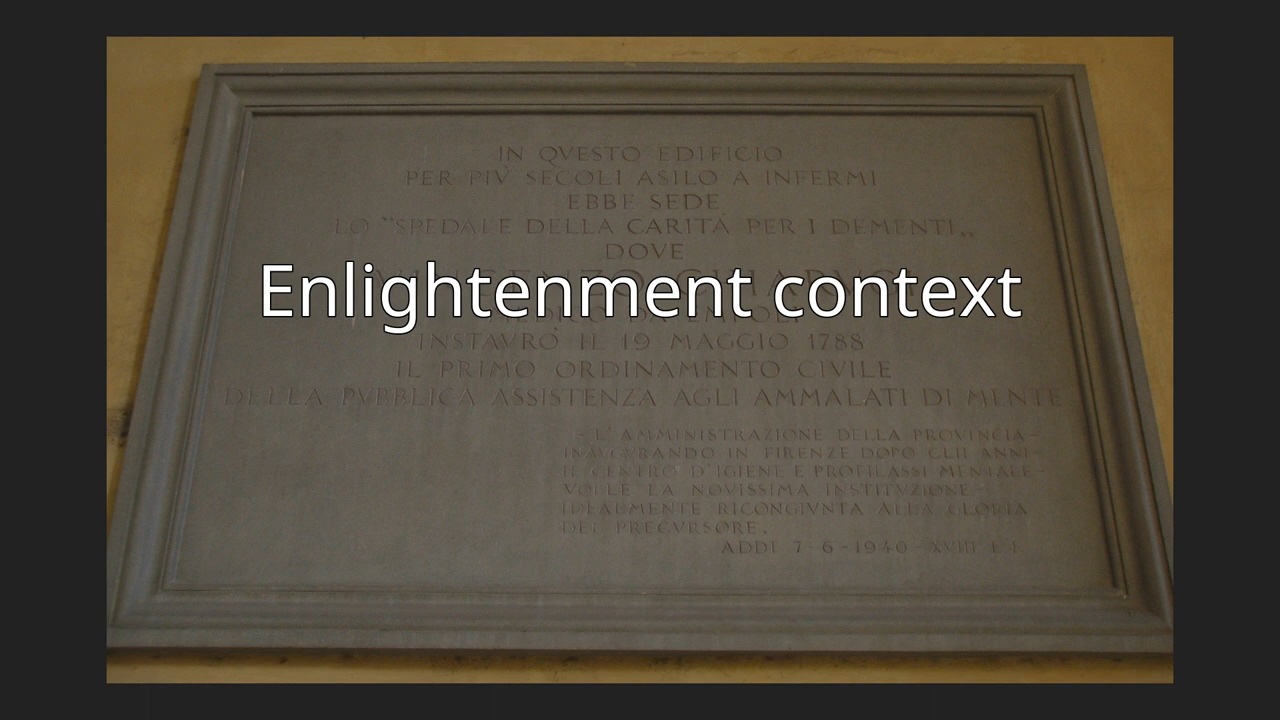 IN QVESTO EDIFICIO
PER PIV̀ SECOLI ASILO A INFERMI
EBBE SEDE
LO "SPEDALE DELLA CARITÁ PER I DEMENTI„
DOVE
Enlightenment context
INSTAVRÒ IL 19 MAGGIO 1788
IL PRIMO ORDINAMENTO CIVILE
DELLA PVBBLICA ASSISTENZA AGLI AMMALATI DI MENTE
- L'AMMINISTRAZIONE DELLA PROVINCIA-
INAVGVRANDO IN FIRENZE DOPO CLII ANNI-
IL CENTRO D'IGIENE E PROFILASSI MENTALE-
VOLLE LA NOVISSIMA INSTITVZIONE-
IDEALMENTE RICONGIVNTA ALLA GLORIA
DEL PRECVRSORE.
ADDI 7-6-1940-XVIII E.F.